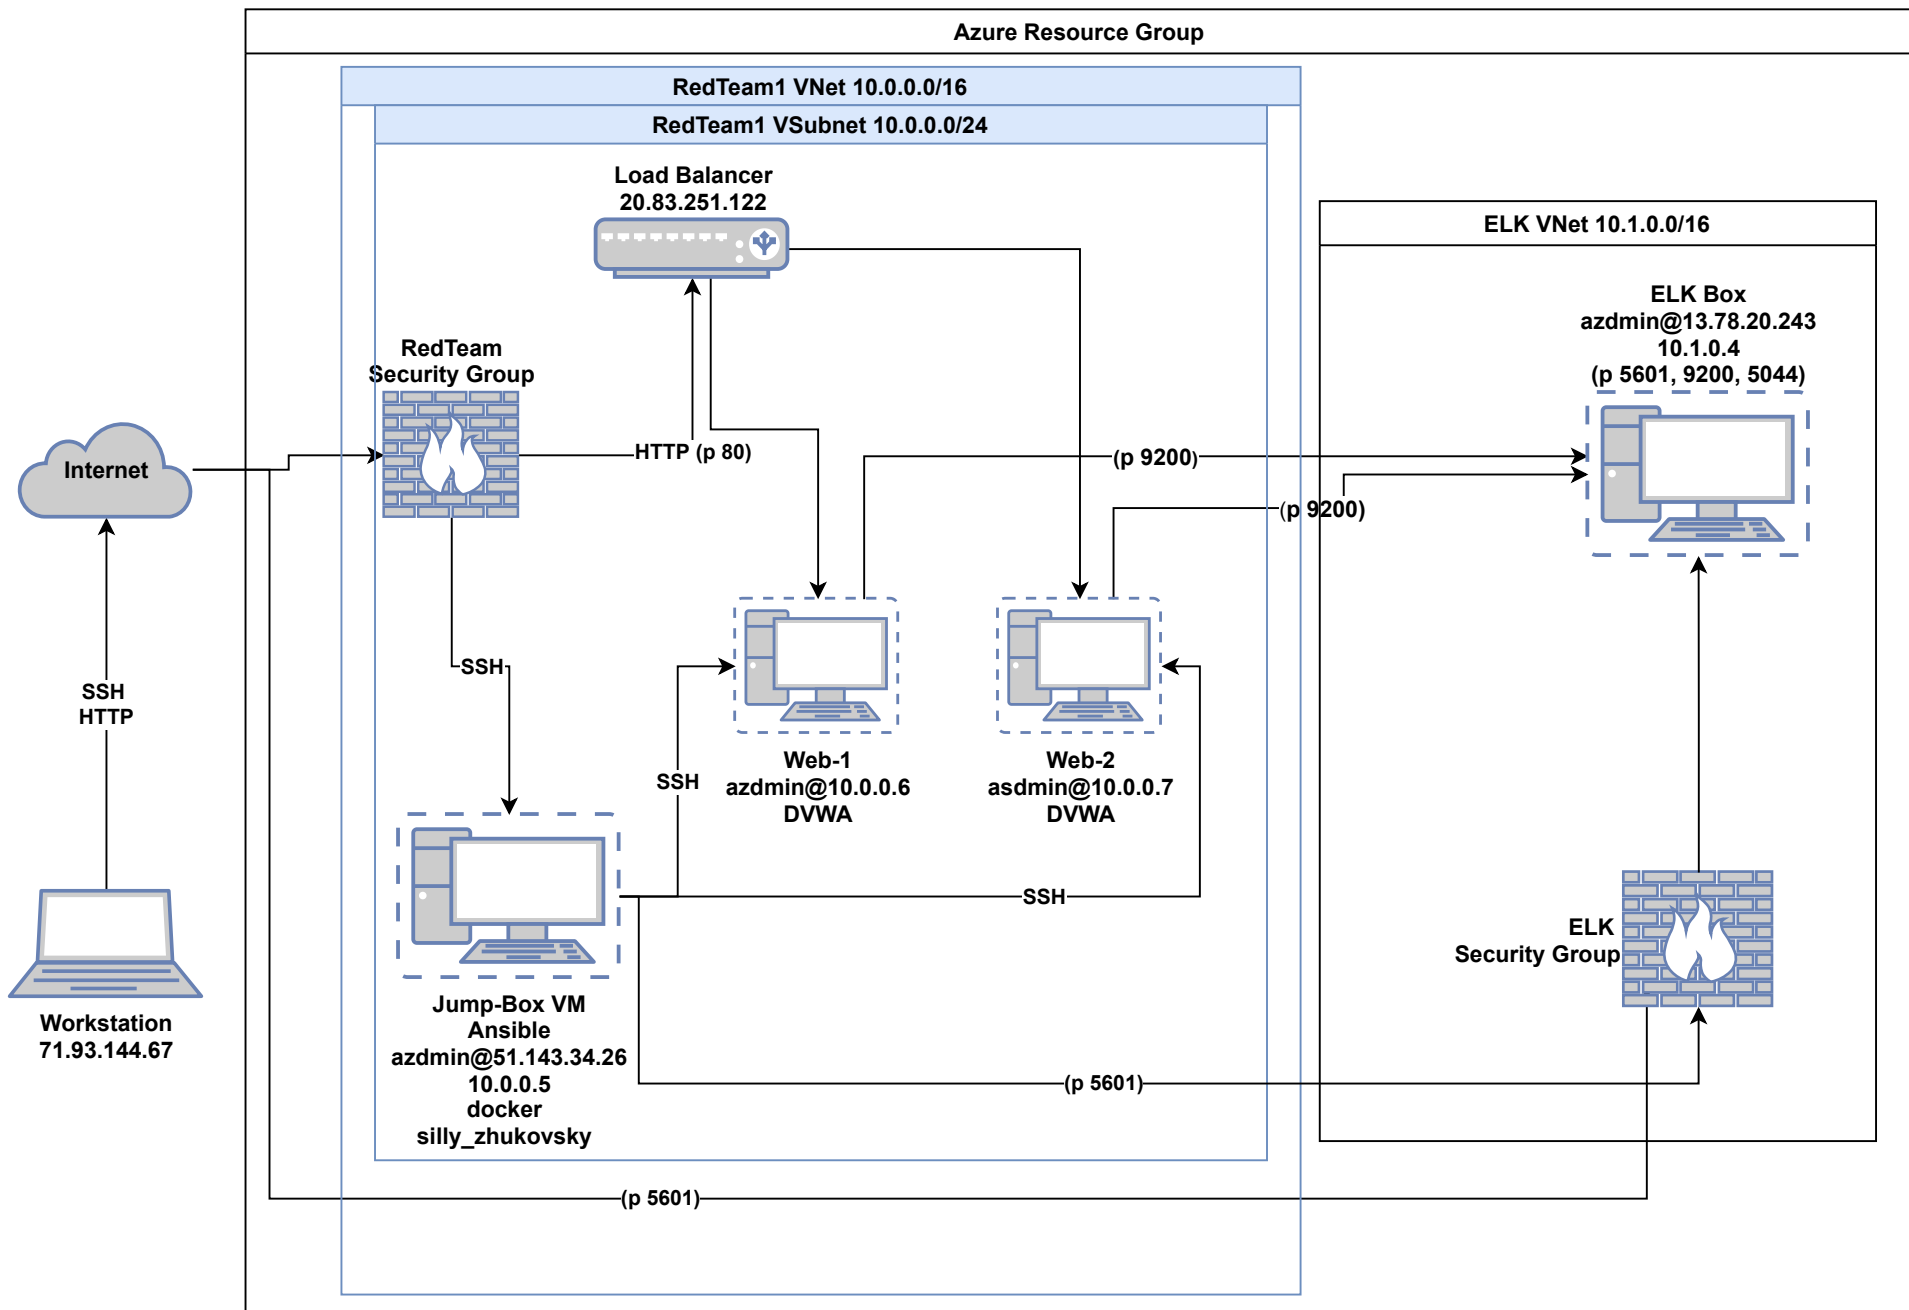 Azure Resource Group
RedTeam1 VNet 10.0.0.0/16
RedTeam1 VSubnet 10.0.0.0/24
Load Balancer
20.83.251.122
ELK VNet 10.1.0.0/16
ELK Box
azdmin@13.78.20.243
10.1.0.4
(p 5601, 9200, 5044)
RedTeam
Security Group
HTTP (p 80)
(p 9200)
(p 9200)
Internet
SSH
HTTP
SSH
SSH
Web-1
azdmin@10.0.0.6
DVWA
Web-2
asdmin@10.0.0.7
DVWA
SSH
ELK
Security Group
Workstation
71.93.144.67
Jump-Box VM
Ansible
azdmin@51.143.34.26
10.0.0.5
docker
silly_zhukovsky
(p 5601)
(p 5601)